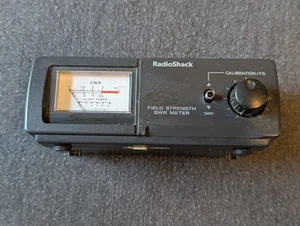 RadioShack
CALIBRATION/FS
SWR
FIELD STRENGTH
SWR METER
SWR